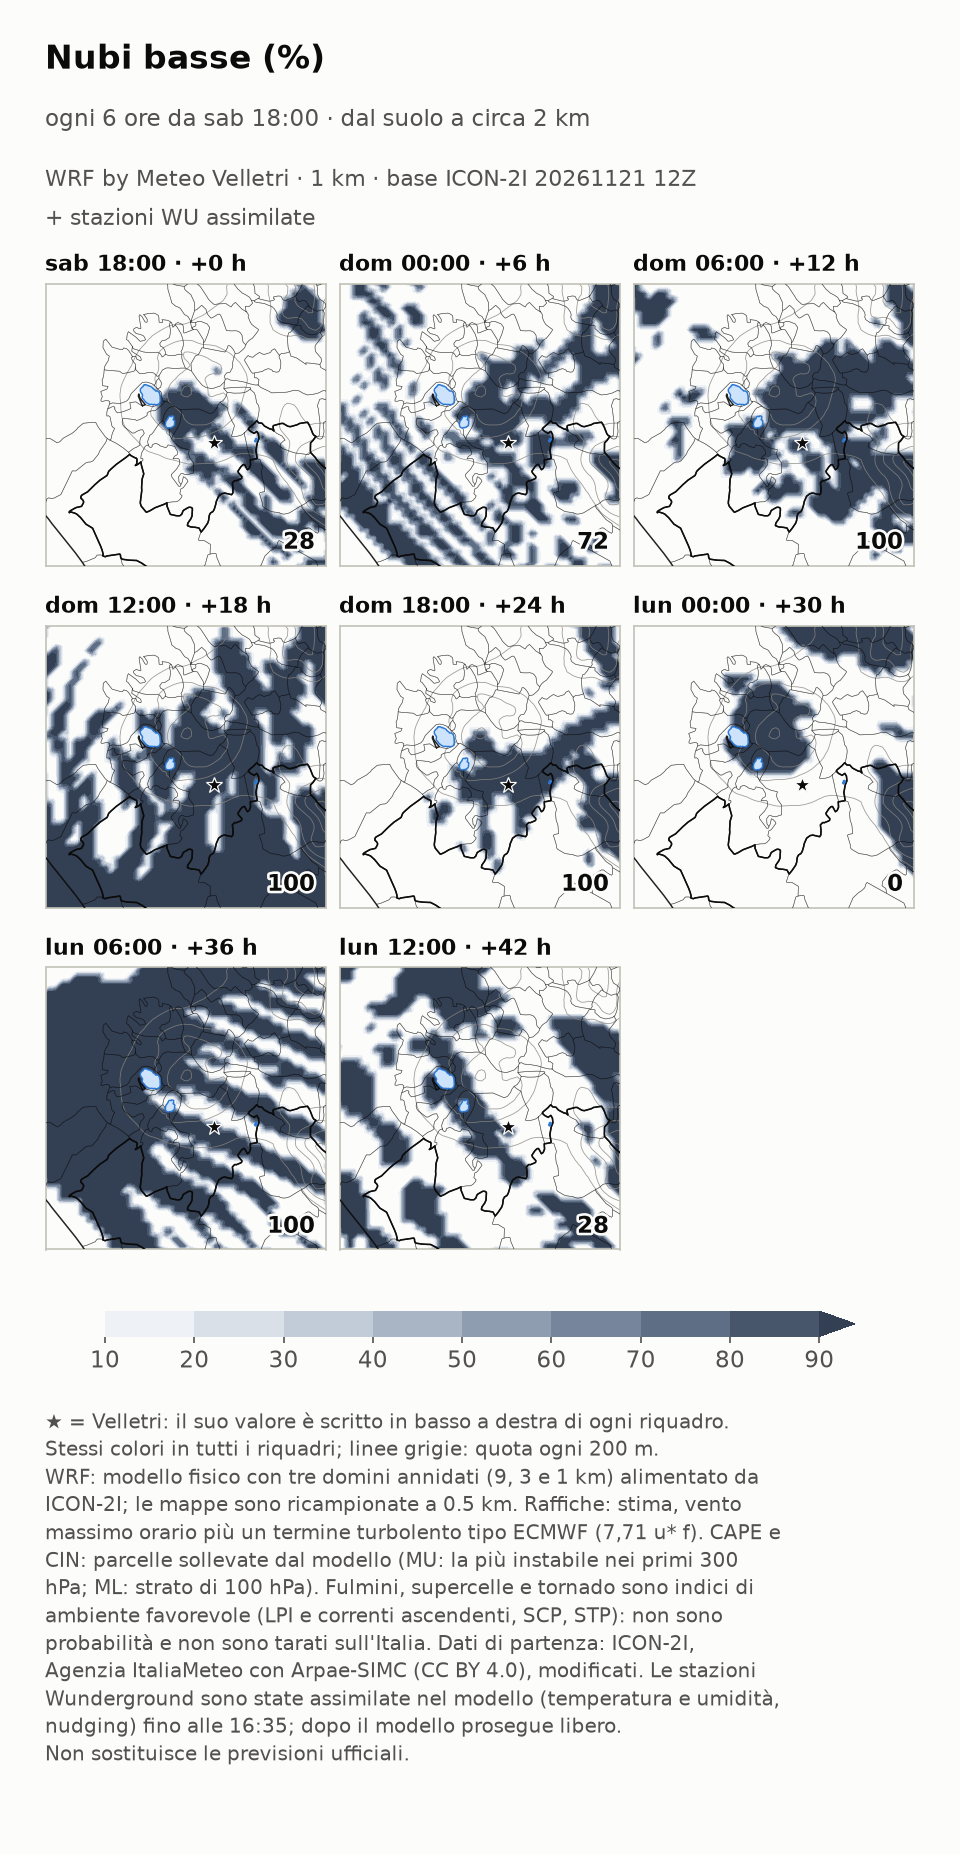 Nubi basse (%)
ogni 6 ore da sab 18:00 · dal suolo a circa 2 km
WRF by Meteo Velletri · 1 km · base ICON-2I 20261121 12Z
+ stazioni WU assimilate
sab 18:00 · +0 h
dom 00:00 · +6 h
dom 06:00 · +12 h
28
72
100
dom 12:00 · +18 h
dom 18:00 · +24 h
lun 00:00 · +30 h
100
100
0
lun 06:00 · +36 h
lun 12:00 · +42 h
100
28
10 20 30 40 50 60 70 80 90
★ = Velletri: il suo valore è scritto in basso a destra di ogni riquadro.
Stessi colori in tutti i riquadri; linee grigie: quota ogni 200 m.
WRF: modello fisico con tre domini annidati (9, 3 e 1 km) alimentato da
ICON-2I; le mappe sono ricampionate a 0.5 km. Raffiche: stima, vento
massimo orario più un termine turbolento tipo ECMWF (7,71 u* f). CAPE e
CIN: parcelle sollevate dal modello (MU: la più instabile nei primi 300
hPa; ML: strato di 100 hPa). Fulmini, supercelle e tornado sono indici di
ambiente favorevole (LPI e correnti ascendenti, SCP, STP): non sono
probabilità e non sono tarati sull'Italia. Dati di partenza: ICON-2I,
Agenzia ItaliaMeteo con Arpae-SIMC (CC BY 4.0), modificati. Le stazioni
Wunderground sono state assimilate nel modello (temperatura e umidità,
nudging) fino alle 16:35; dopo il modello prosegue libero.
Non sostituisce le previsioni ufficiali.